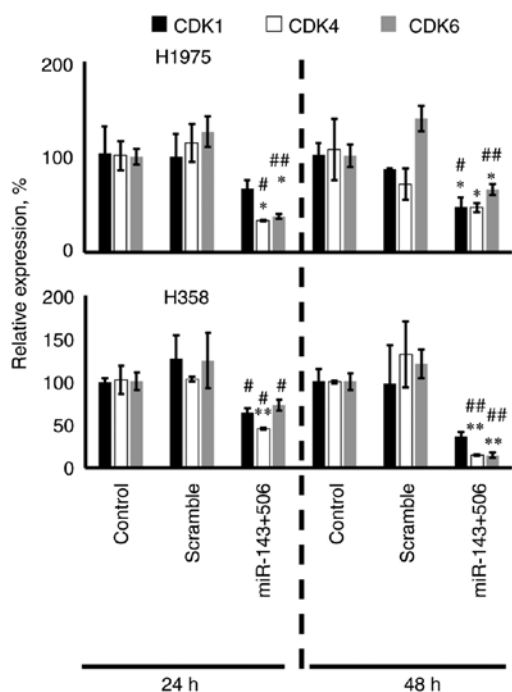 CDK1 CDK4 CDK6
H1975
200
100
0
# * ## *
# * * ## *
Relative expression, %
H358
200
150
100
50
0
# # ** #
## ** ## **
Control Scramble miR-143+506 Control Scramble miR-143+506
24 h 48 h